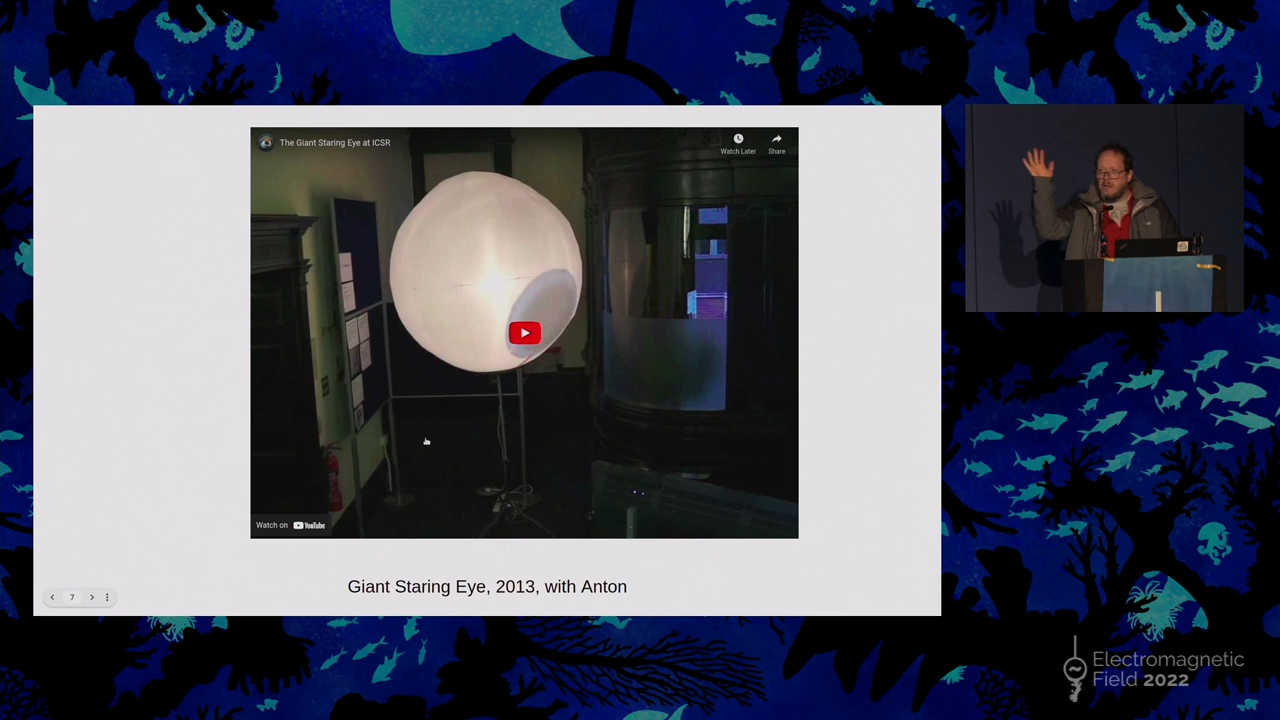 The Giant Staring Eye at ICSR
Watch Later
Share
Watch on YouTube
Giant Staring Eye, 2013, with Anton
7
Electromagnetic
Field 2022